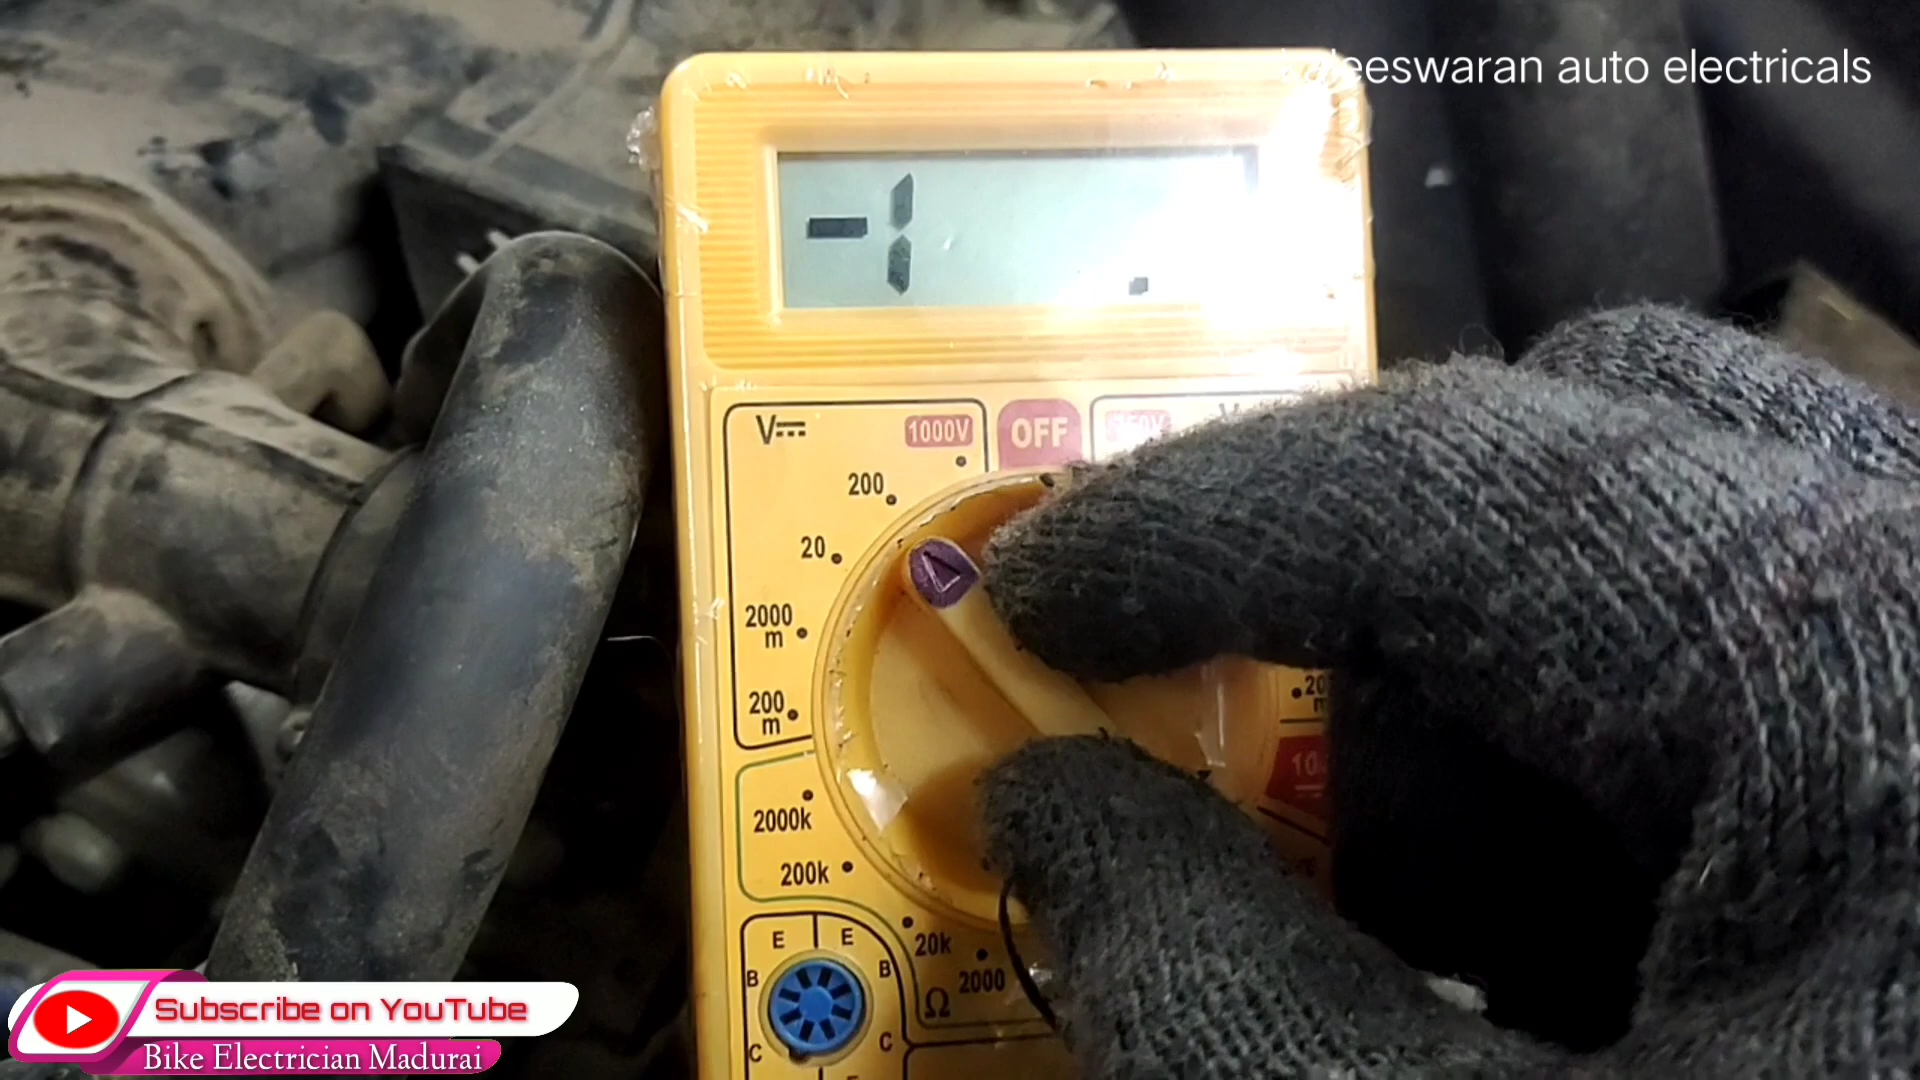 eeswaran auto electricals
-1 .
V 1000V OFF
200
20
2000
m
200
m
10
2000k
200k
20k
2000
Ω
E E
B B
C C
Subscribe on YouTube
Bike Electrician Madurai